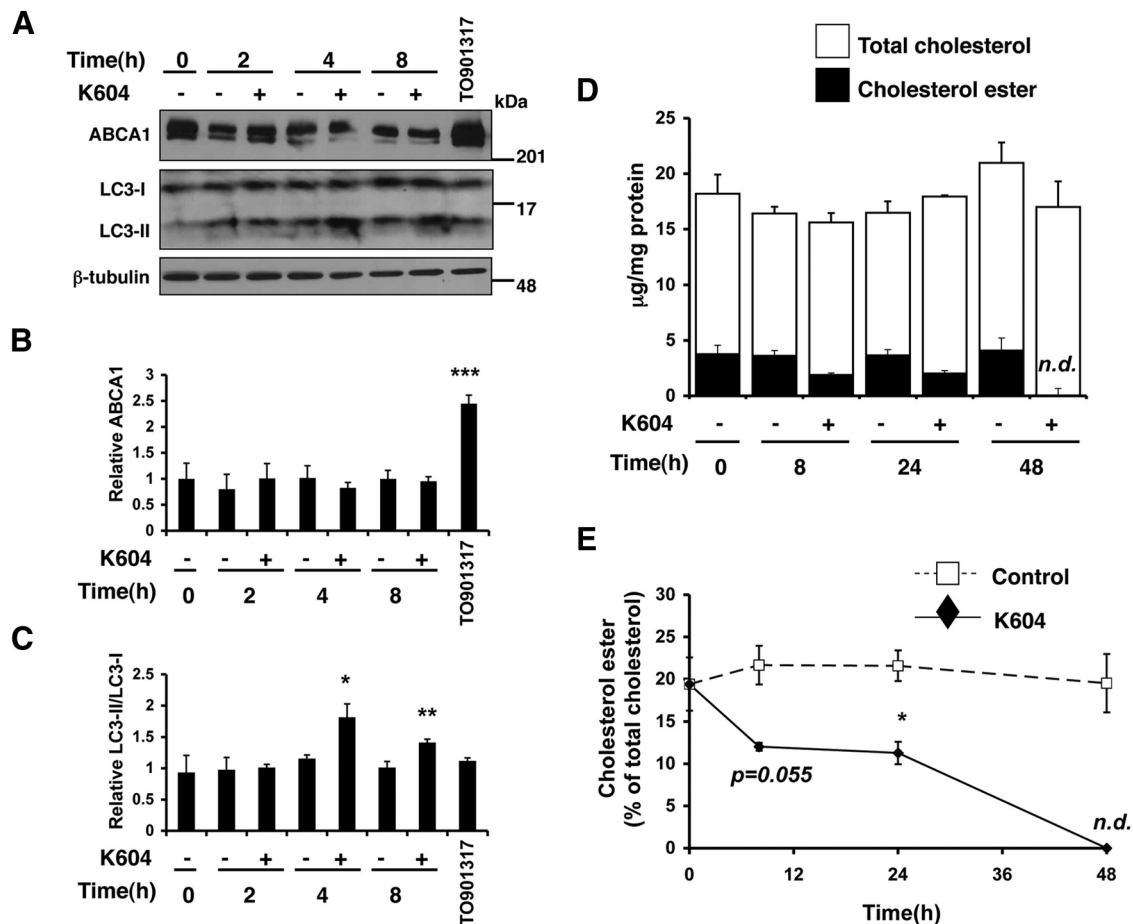 A
Time(h) 0 2 4 8 TO901317
K604 - - + - + - + kDa
ABCA1
201
LC3-I
17
LC3-II
β-tubulin
48
B
Relative ABCA1
3
2.5
2
1.5
1
0.5
0
***
K604 - - + - + - +
Time(h) 0 2 4 8 TO901317
C
Relative LC3-II/LC3-I
2.5
2
1.5
1
0.5
0
*
**
K604 - - + - + - +
Time(h) 0 2 4 8 TO901317
D
Total cholesterol
Cholesterol ester
μg/mg protein
25
20
15
10
5
0
n.d.
K604 - - + - + - +
Time(h) 0 8 24 48
E
Control
K604
Cholesterol ester
(% of total cholesterol)
30
25
20
15
10
5
0
*
p=0.055
n.d.
0 12 24 36 48
Time(h)